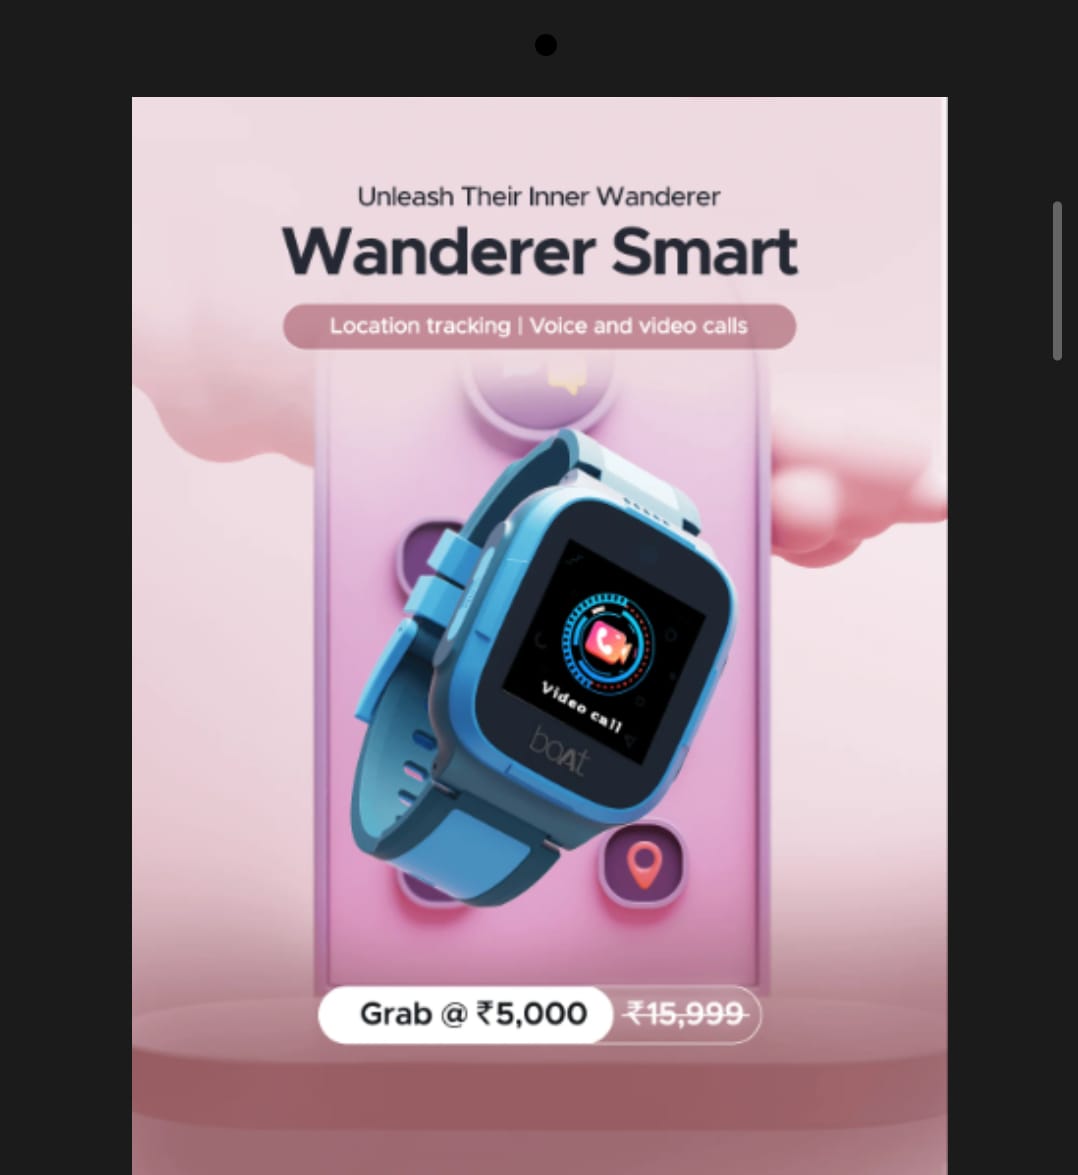 Unleash Their Inner Wanderer
Wanderer Smart
Location tracking | Voice and video calls
Video call
boAt
Grab @ ₹5,000 ₹15,999